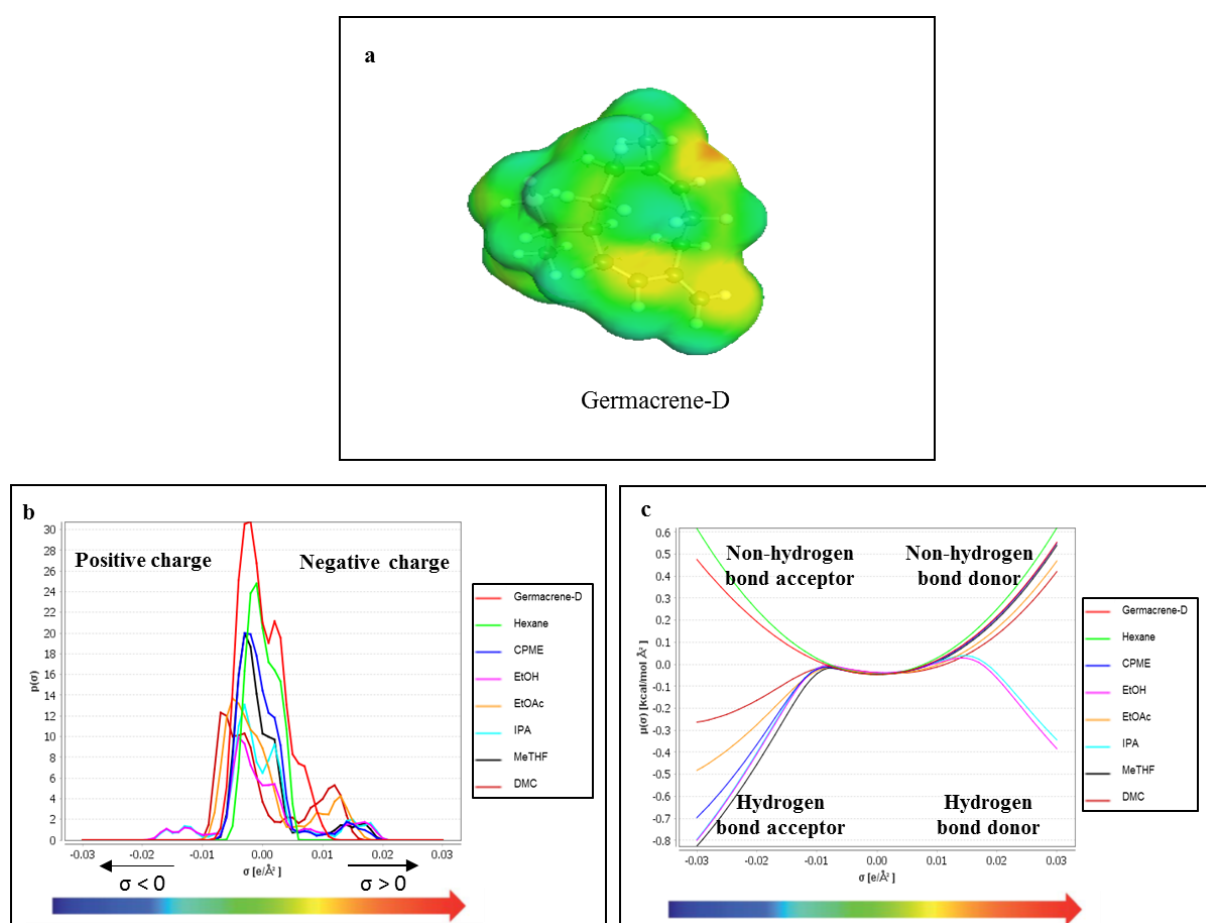 a
Germacrene-D
b
30
28
26
24
22
20
18
16
14
12
10
8
6
4
2
0
p(σ)
Positive charge
Negative charge
-0.03
-0.02
-0.01
0.00
0.01
0.02
0.03
σ [e/Å²]
σ < 0
σ > 0
Germacrene-D
Hexane
CPME
EtOH
EtOAc
IPA
MeTHF
DMC
c
0.6
0.5
0.4
0.3
0.2
0.1
0.0
-0.1
-0.2
-0.3
-0.4
-0.5
-0.6
-0.7
-0.8
μ(σ) [kcal/mol Å²]
Non-hydrogen
bond acceptor
Non-hydrogen
bond donor
Hydrogen
bond acceptor
Hydrogen
bond donor
-0.03
-0.02
-0.01
0.00
0.01
0.02
0.03
σ [e/Å²]
Germacrene-D
Hexane
CPME
EtOH
EtOAc
IPA
MeTHF
DMC